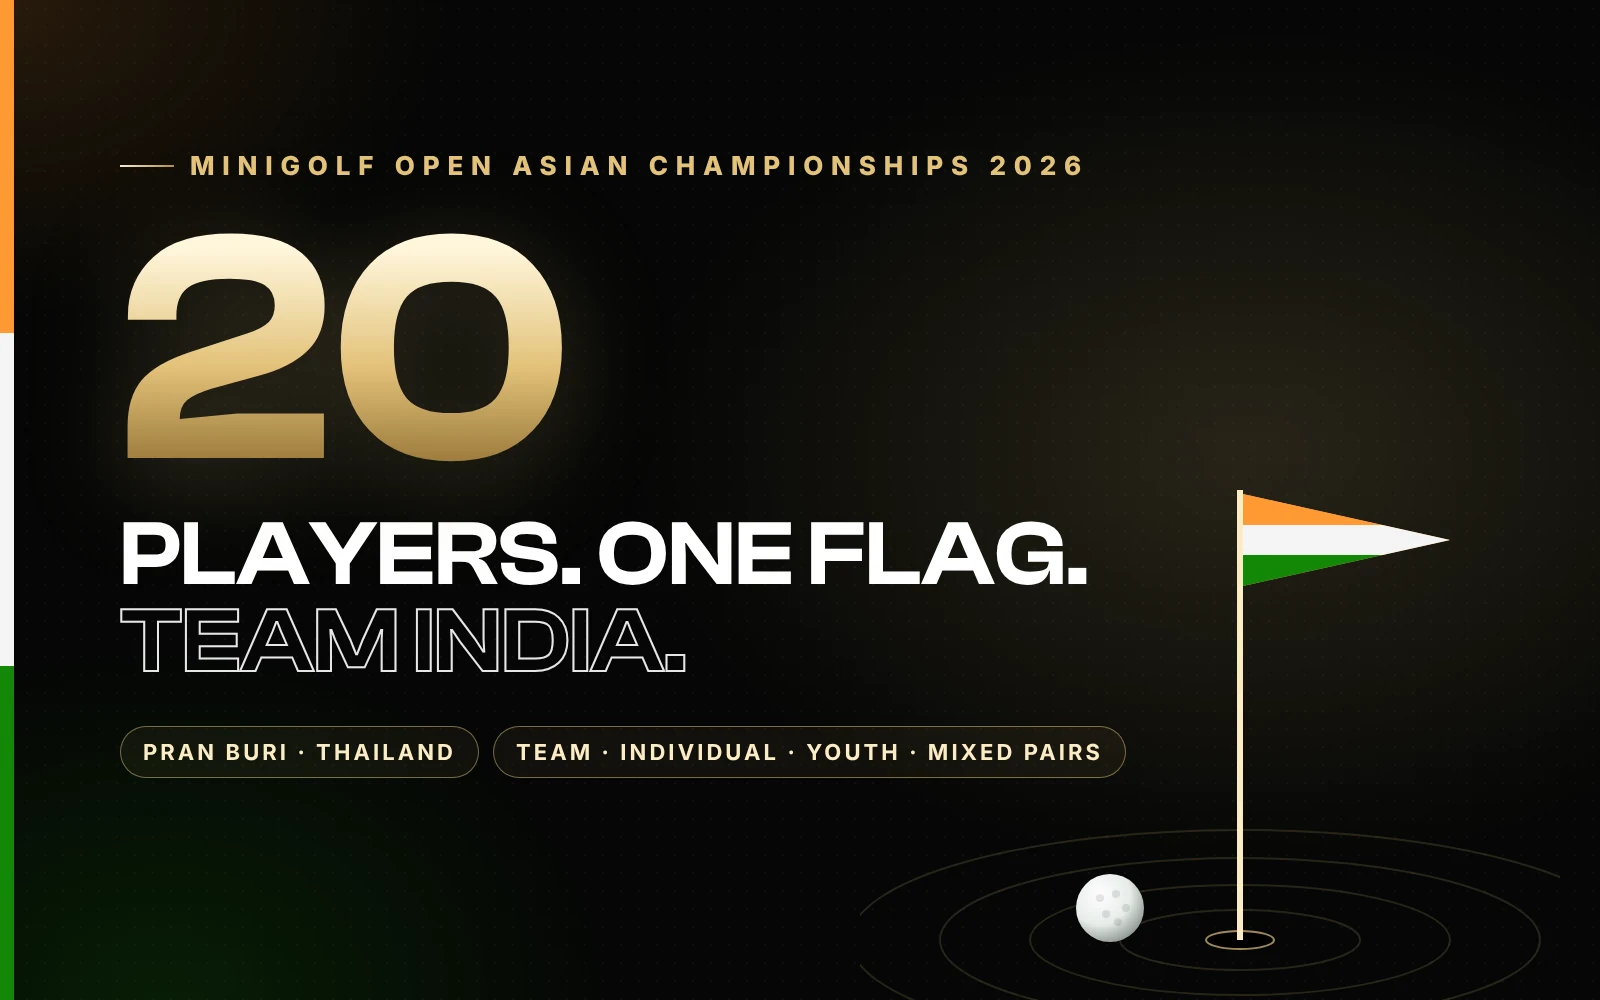 MINIGOLF OPEN ASIAN CHAMPIONSHIPS 2026
20
PLAYERS. ONE FLAG.
TEAM INDIA.
PRAN BURI · THAILAND
TEAM · INDIVIDUAL · YOUTH · MIXED PAIRS